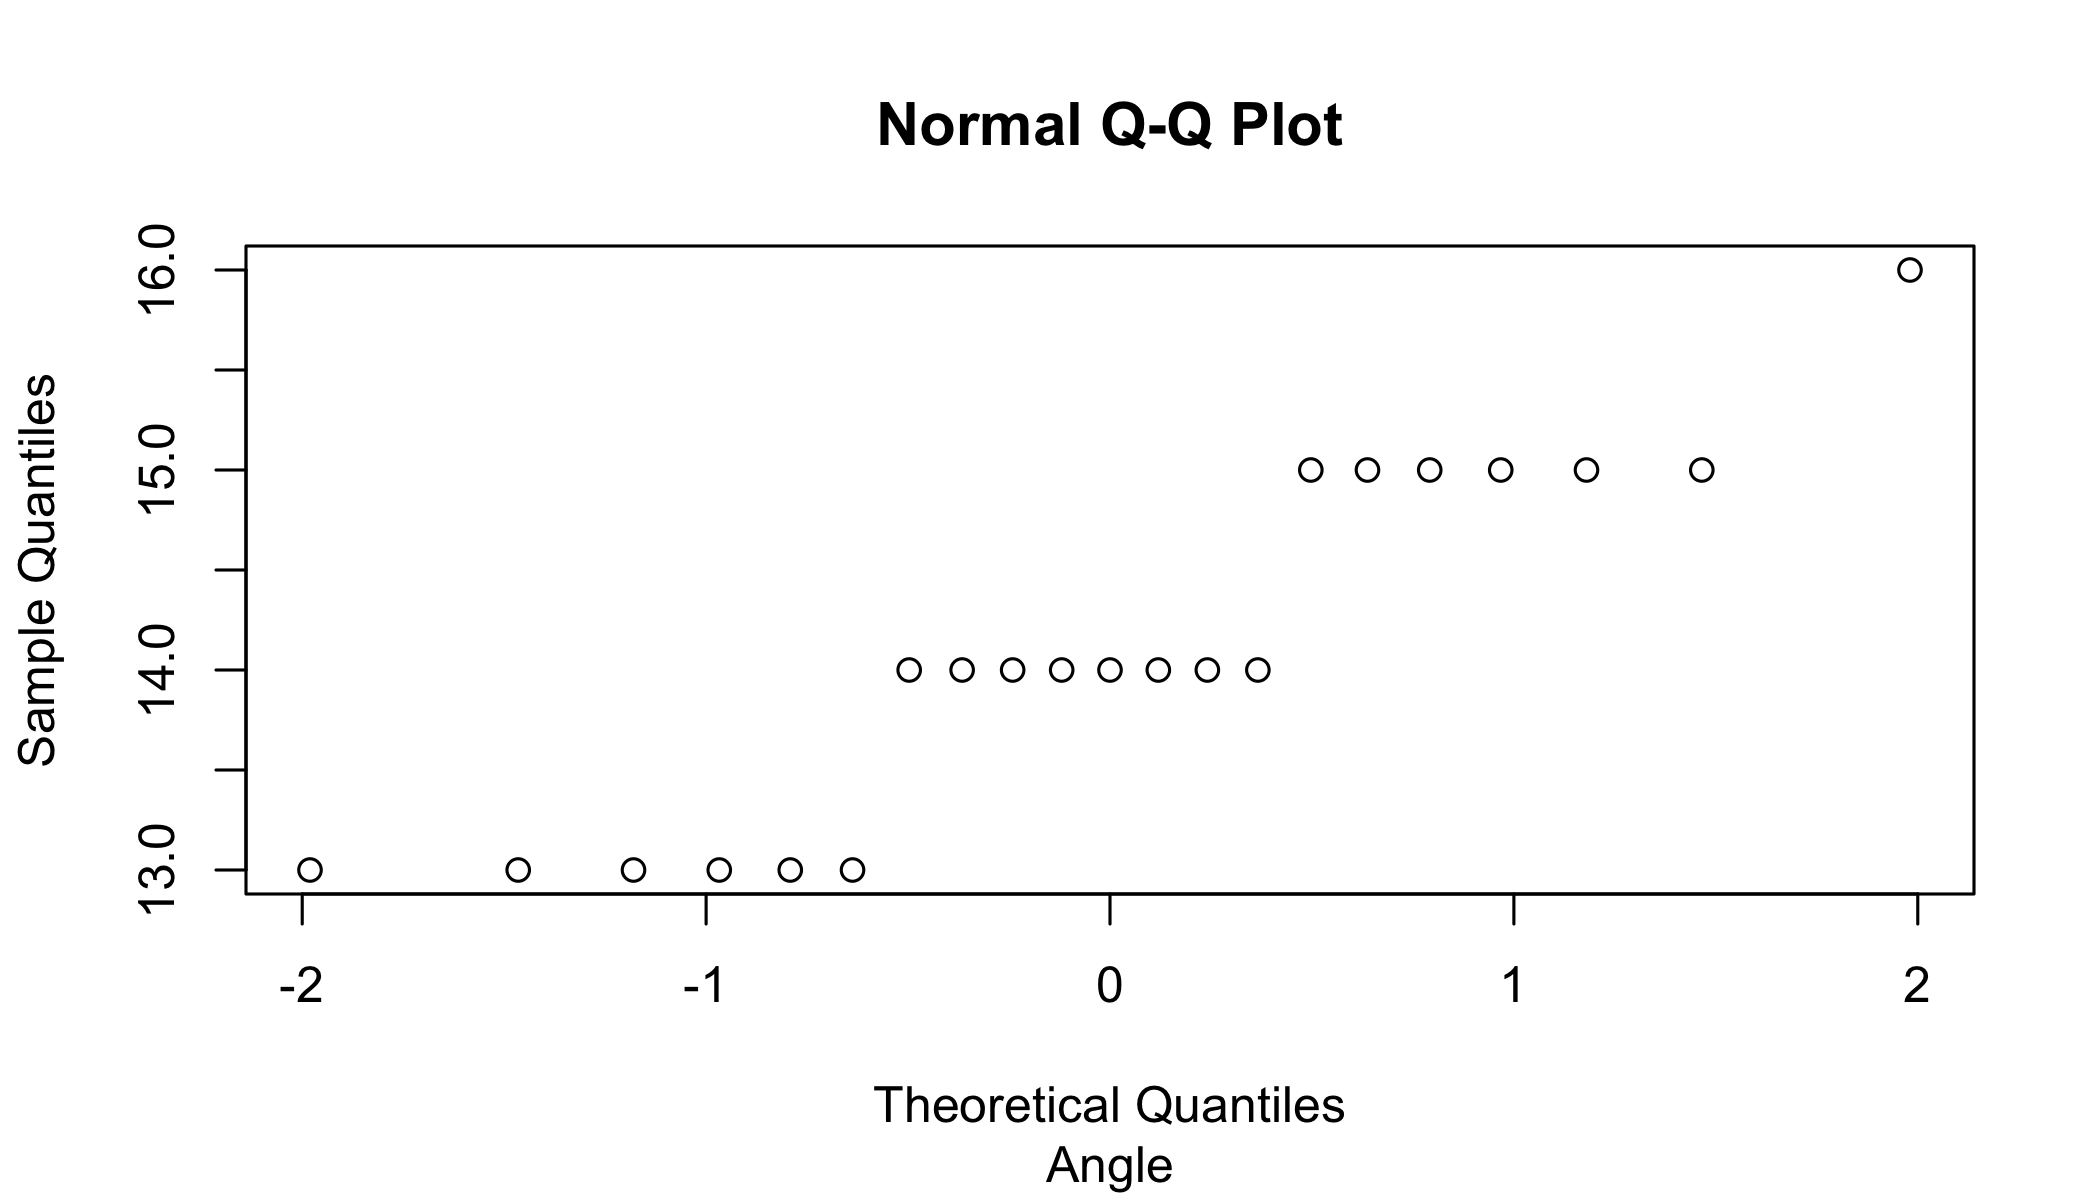 Normal Q-Q Plot
Sample Quantiles
16.0
15.0
14.0
13.0
-2 -1 0 1 2
Theoretical Quantiles
Angle